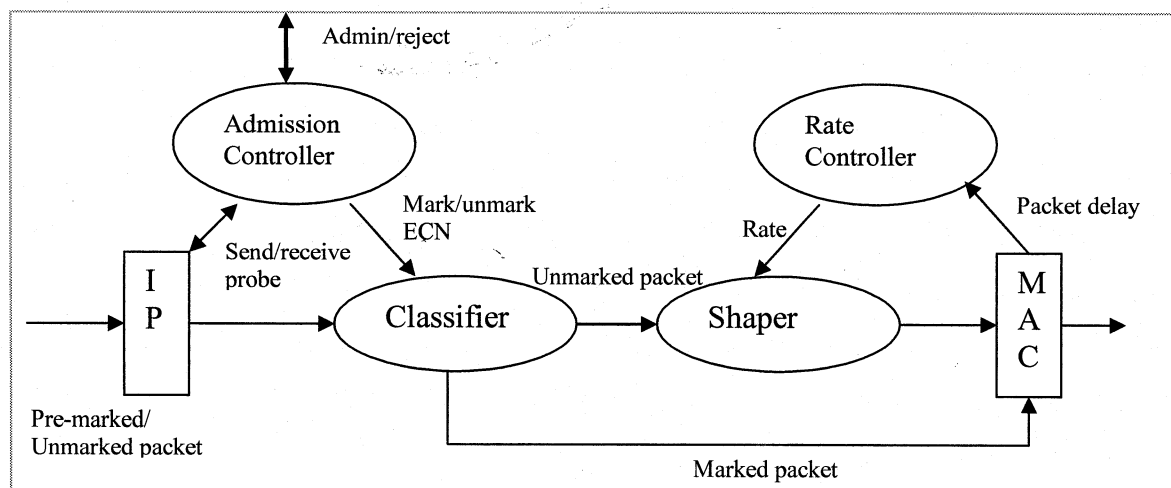 Admin/reject
Admission
Controller
Rate
Controller
Mark/unmark
ECN
Packet delay
Rate
Send/receive
probe
Unmarked packet
I
P
Classifier
Shaper
M
A
C
Pre-marked/
Unmarked packet
Marked packet